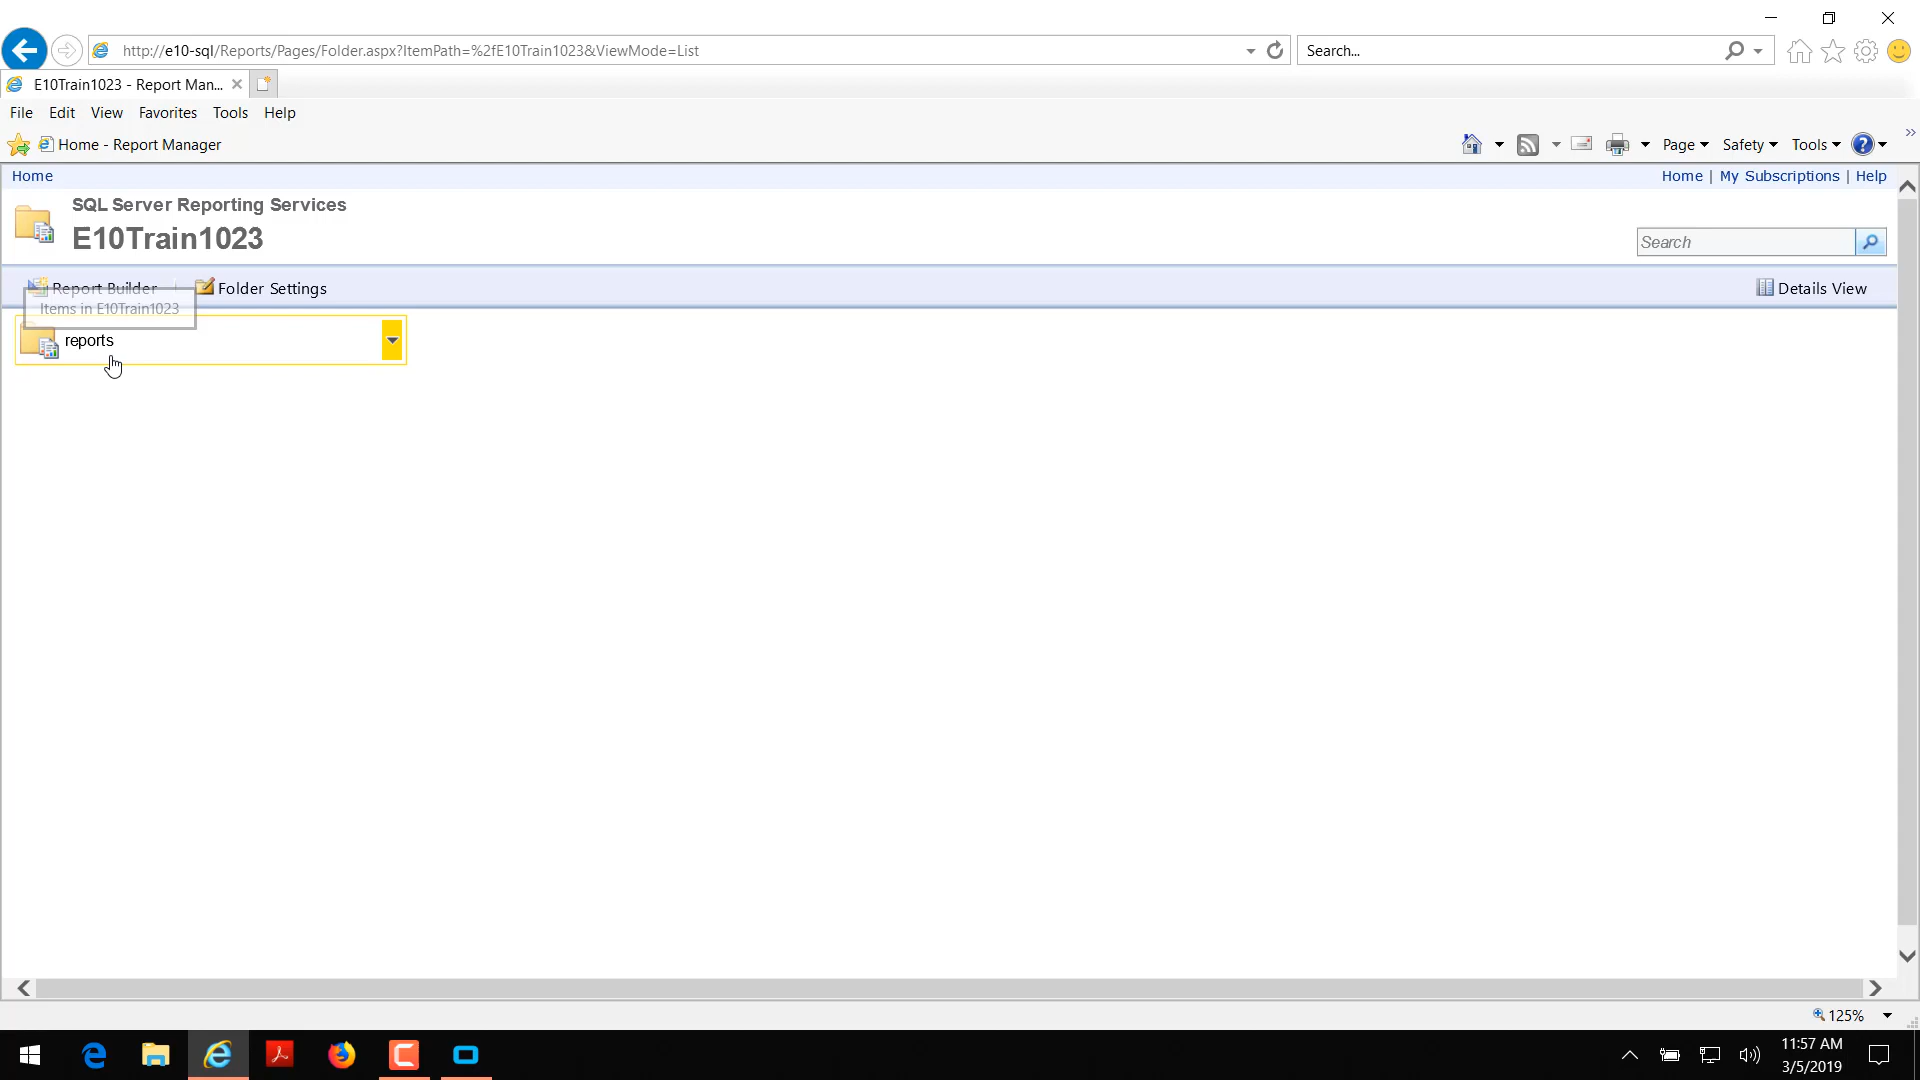 http://e10-sql/Reports/Pages/Folder.aspx?ItemPath=%2fE10Train1023&ViewMode=List
Search...
E10Train1023 - Report Man...
File Edit View Favorites Tools Help
Home - Report Manager
Page Safety Tools
Home
Home | My Subscriptions | Help
SQL Server Reporting Services
E10Train1023
Search
Report Builder
Folder Settings
Details View
Items in E10Train1023
reports
125%
11:57 AM
3/5/2019